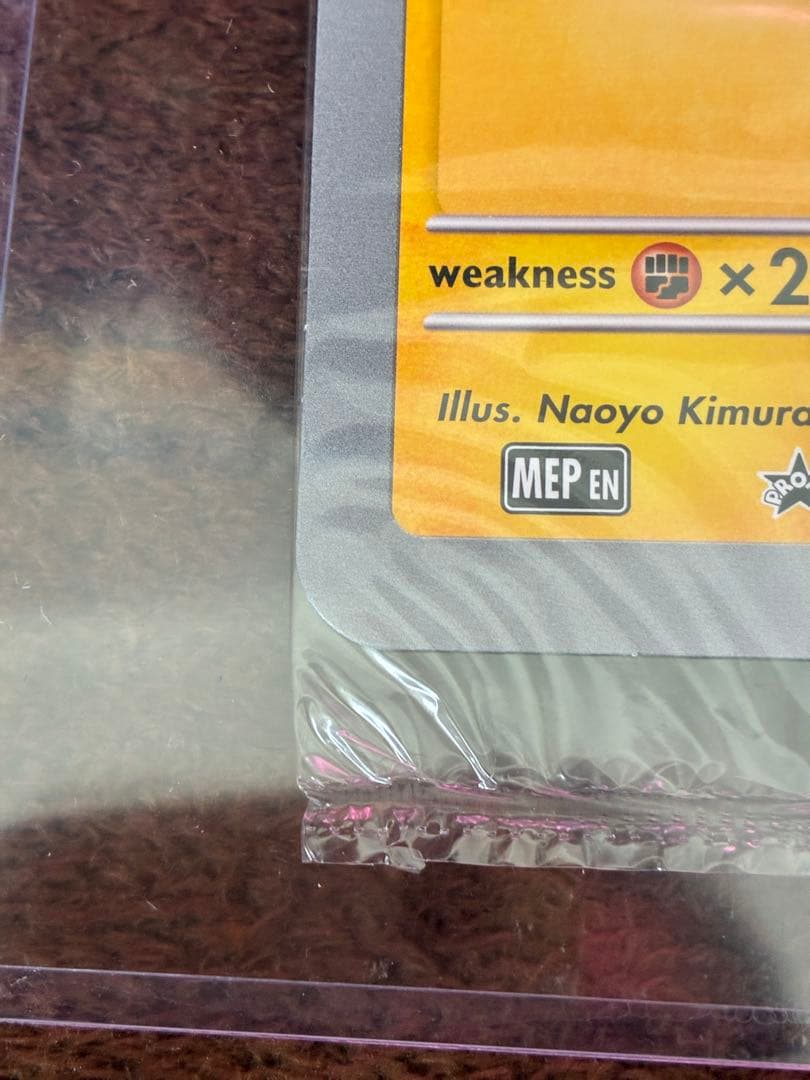 weakness ×2
Illus. Naoyo Kimura
MEP EN